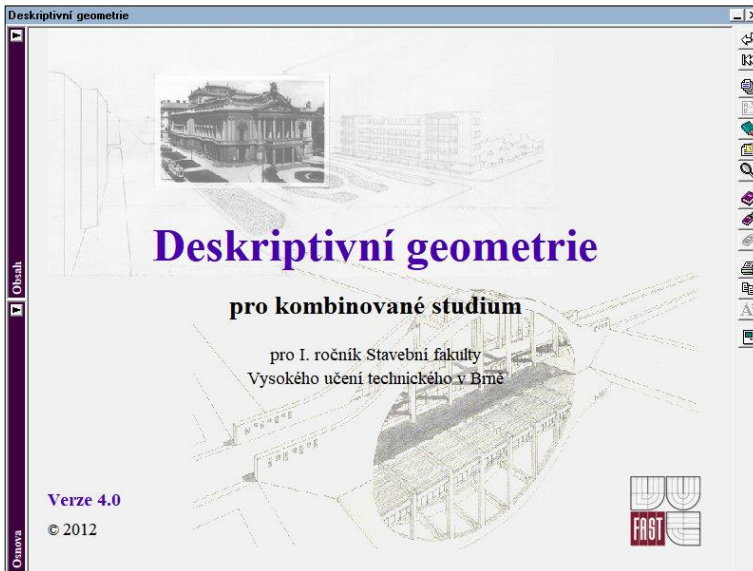 Deskriptivní geometrie
Obsah
Osnova
Deskriptivní geometrie
pro kombinované studium
pro I. ročník Stavební fakulty
Vysokého učení technického v Brně
Verze 4.0
© 2012
FAST